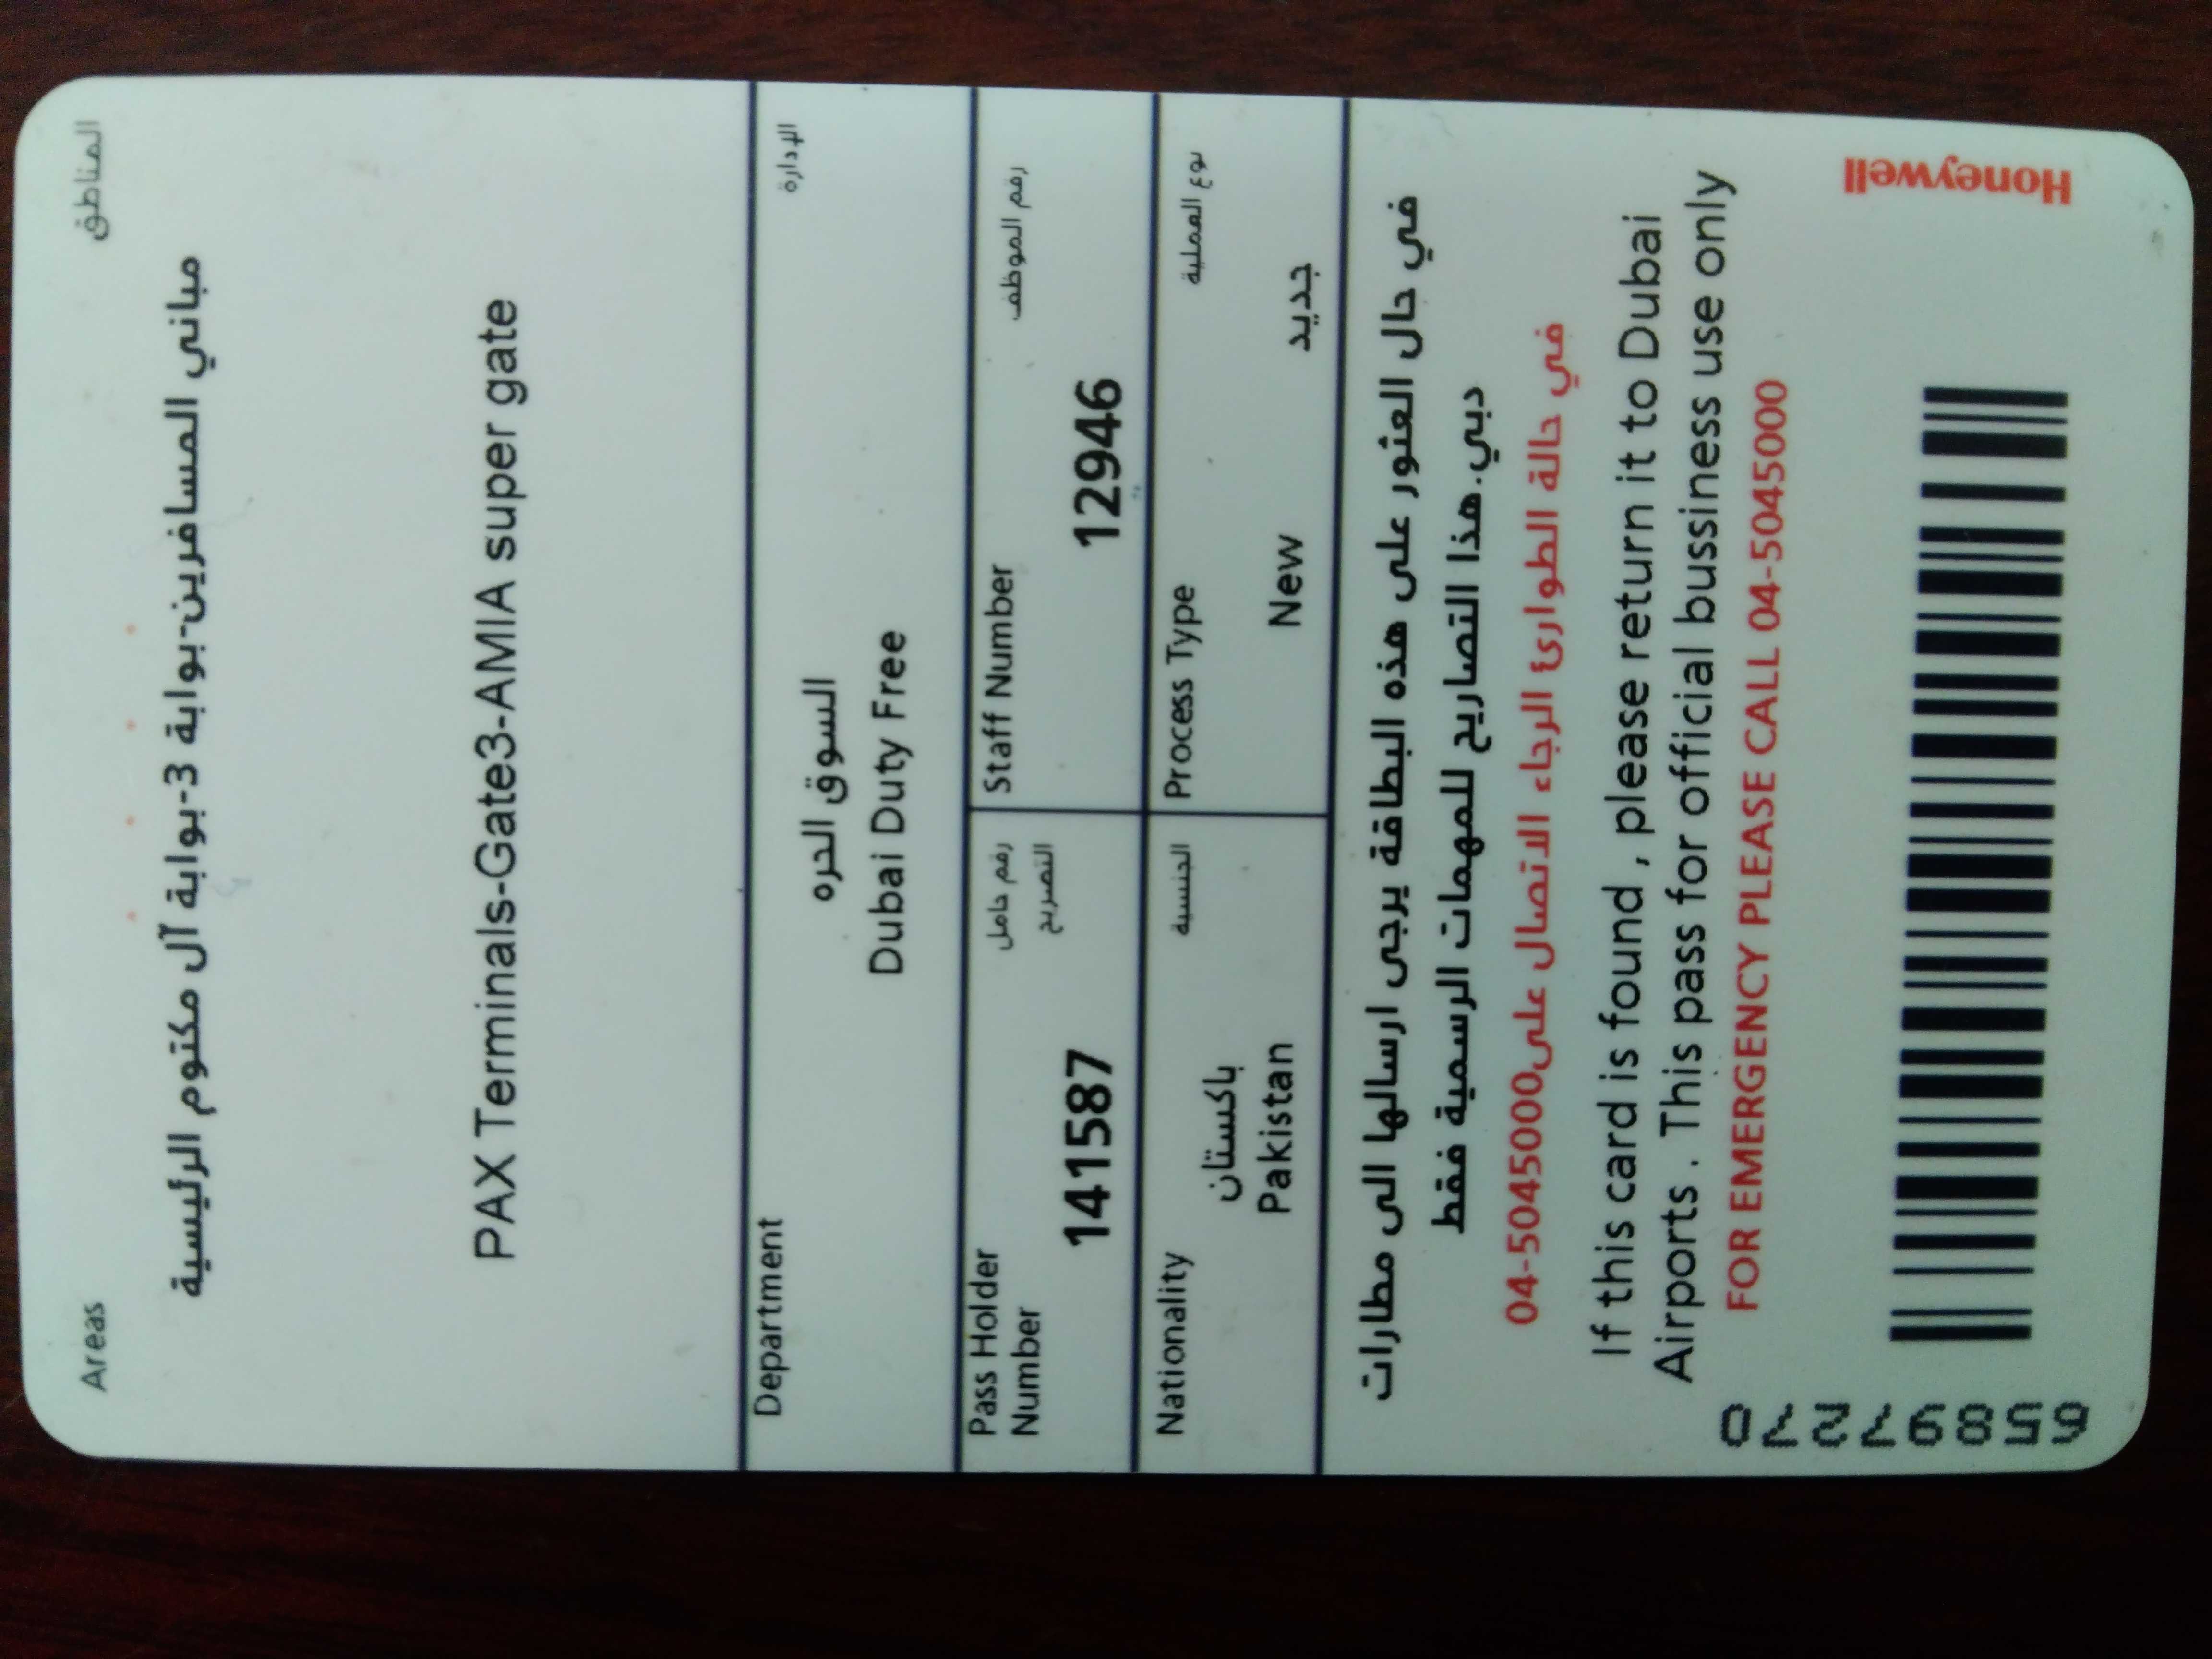 Areas المناطق
مباني المسافرين-بوابة 3-بوابة آل مكتوم الرئيسية
PAX Terminals-Gate3-AMIA super gate
Department الإدارة
السوق الحره
Dubai Duty Free
Pass Holder رقم حامل
Number التصريح
141587
Staff Number رقم الموظف
12946
Nationality الجنسية
باكستان
Pakistan
Process Type نوع العملية
New جديد
في حال العثور على هذه البطاقة يرجى ارسالها الى مطارات
دبي.هذا التصاريح للمهمات الرسمية فقط
في حالة الطوارئ الرجاء الاتصال على04-5045000
If this card is found , please return it to Dubai
Airports . This pass for official bussiness use only
FOR EMERGENCY PLEASE CALL 04-5045000
65897270
Honeywell